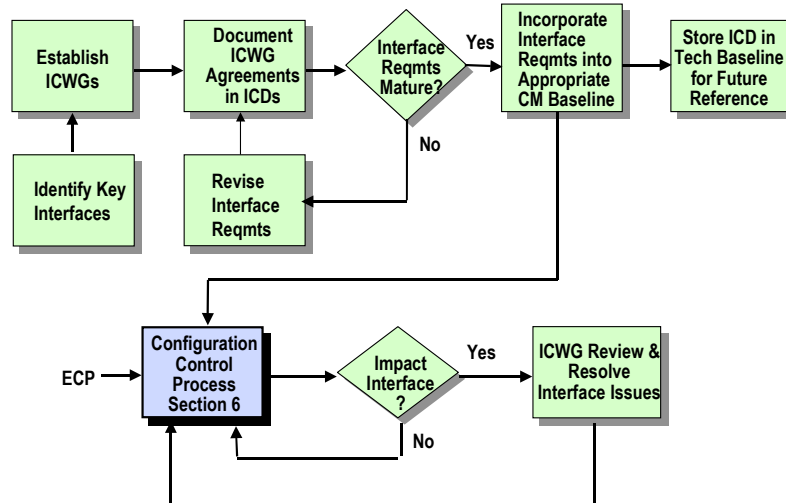 Establish
ICWGs
Document
ICWG
Agreements
in ICDs
Interface
Reqmts
Mature?
Yes
Incorporate
Interface
Reqmts into
Appropriate
CM Baseline
Store ICD in
Tech Baseline
for Future
Reference
No
Identify Key
Interfaces
Revise
Interface
Reqmts
ECP
Configuration
Control
Process
Section 6
Impact
Interface
?
Yes
No
ICWG Review &
Resolve
Interface Issues